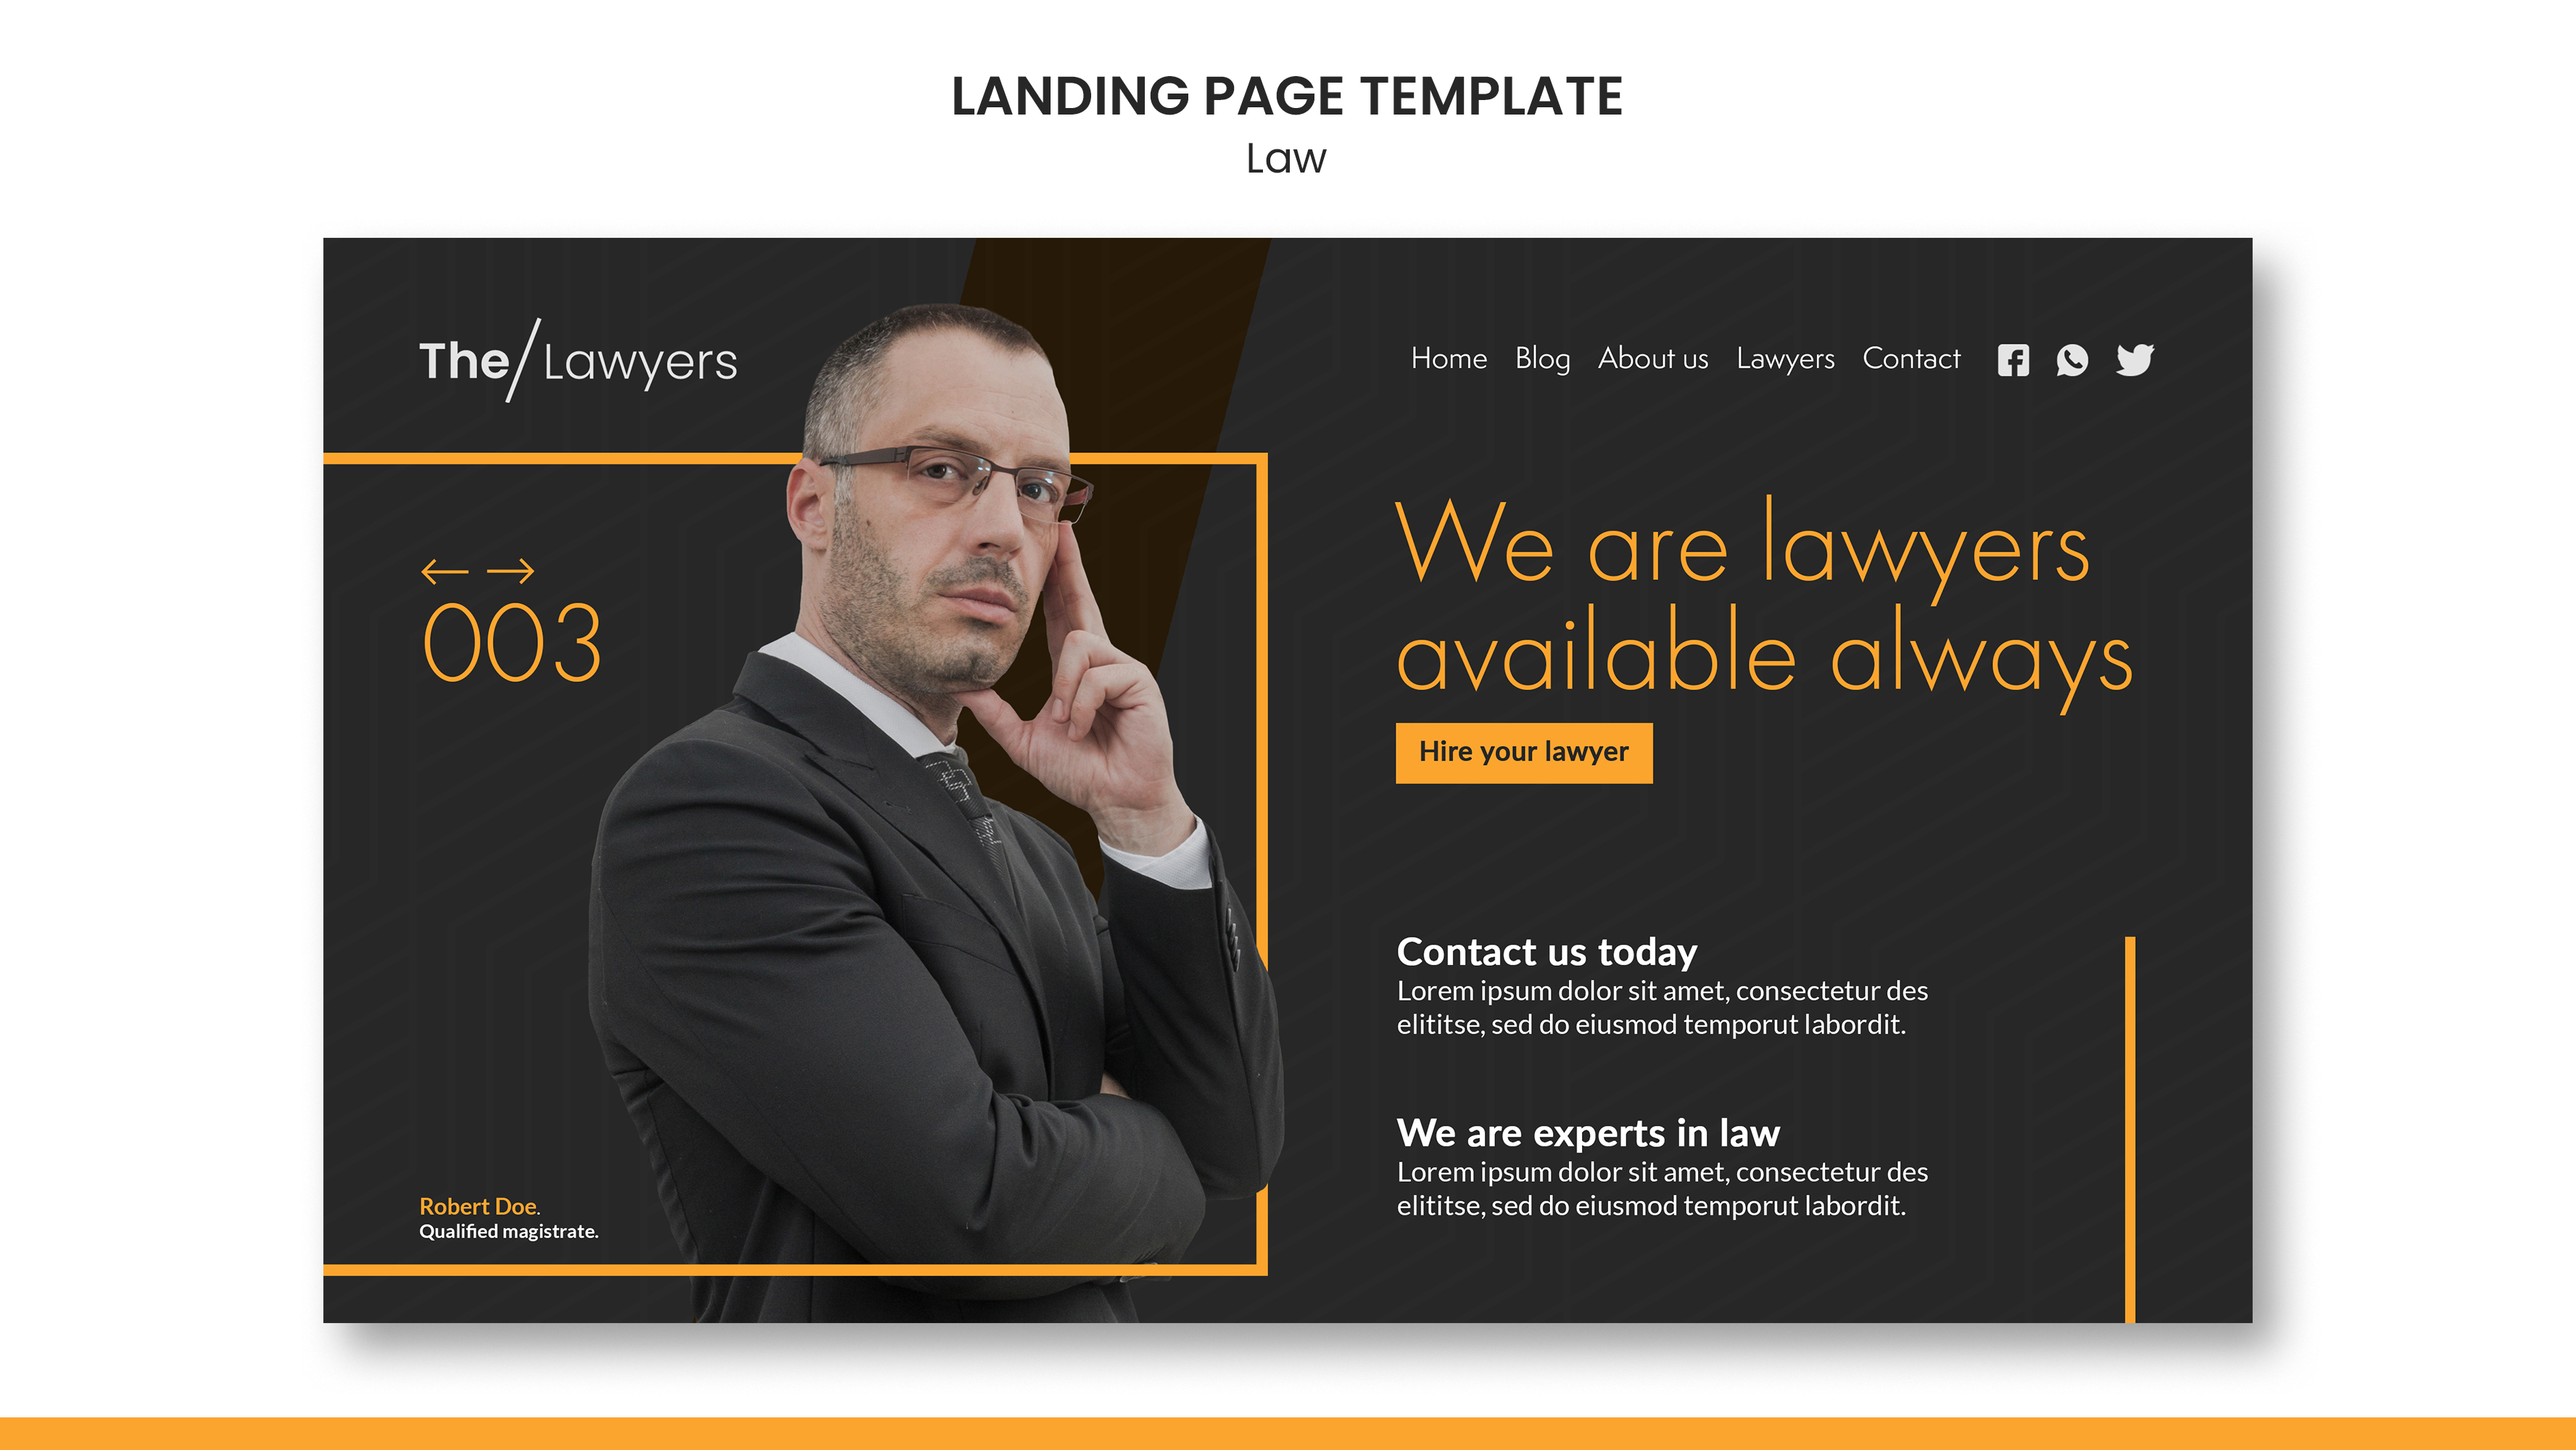 LANDING PAGE TEMPLATE
Law
The/Lawyers
Home Blog About us Lawyers Contact
←→
003
We are lawyers
available always
Hire your lawyer
Contact us today
Lorem ipsum dolor sit amet, consectetur des
elititse, sed do eiusmod temporut labordit.
We are experts in law
Lorem ipsum dolor sit amet, consectetur des
elititse, sed do eiusmod temporut labordit.
Robert Doe.
Qualified magistrate.